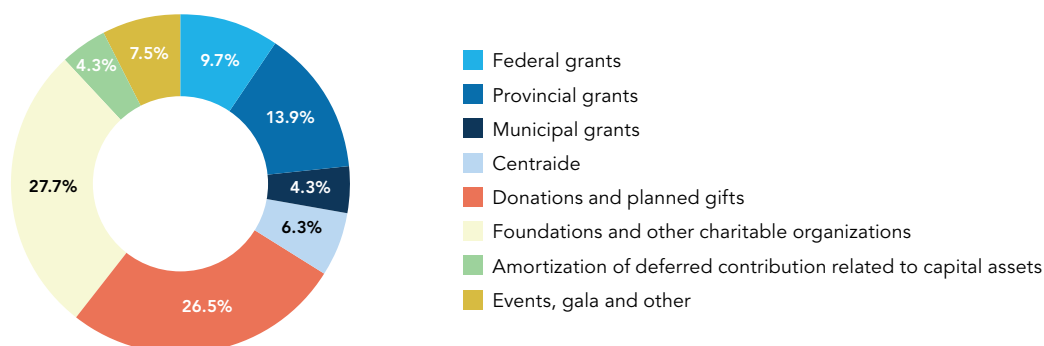 7.5%
9.7%
4.3%
13.9%
27.7%
4.3%
6.3%
26.5%
Federal grants
Provincial grants
Municipal grants
Centraide
Donations and planned gifts
Foundations and other charitable organizations
Amortization of deferred contribution related to capital assets
Events, gala and other